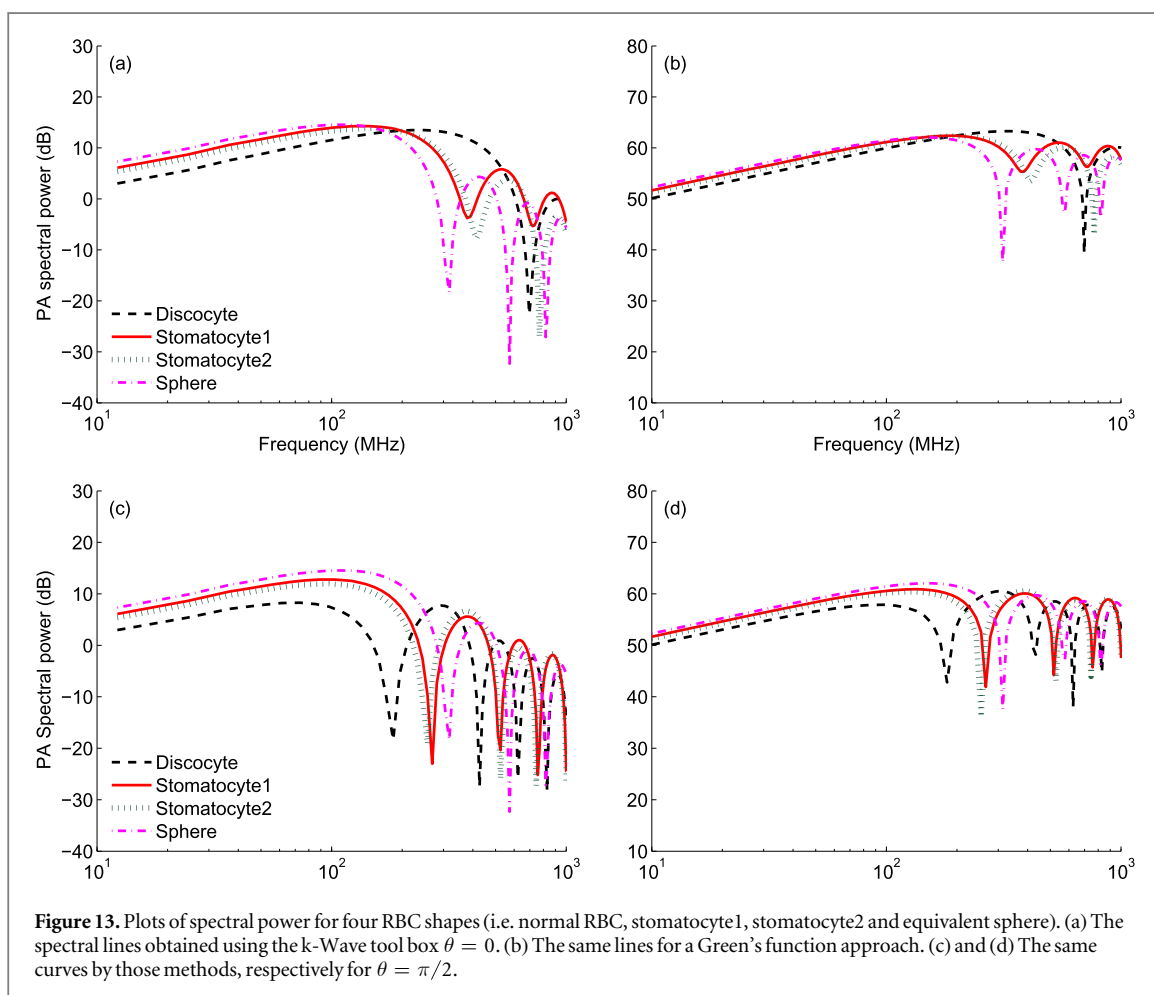 (a)
30
20
10
0
−10
−20
−30
−40
PA spectral power (dB)
Discocyte
Stomatocyte1
Stomatocyte2
Sphere
10^1
10^2
10^3
Frequency (MHz)
(b)
80
70
60
50
40
30
20
10
10^1
10^2
10^3
Frequency (MHz)
(c)
30
20
10
0
−10
−20
−30
−40
PA Spectral power (dB)
Discocyte
Stomatocyte1
Stomatocyte2
Sphere
10^1
10^2
10^3
(d)
80
70
60
50
40
30
20
10
10^1
10^2
10^3
Figure 13. Plots of spectral power for four RBC shapes (i.e. normal RBC, stomatocyte1, stomatocyte2 and equivalent sphere). (a) The
spectral lines obtained using the k-Wave tool box θ = 0. (b) The same lines for a Green's function approach. (c) and (d) The same
curves by those methods, respectively for θ = π/2.